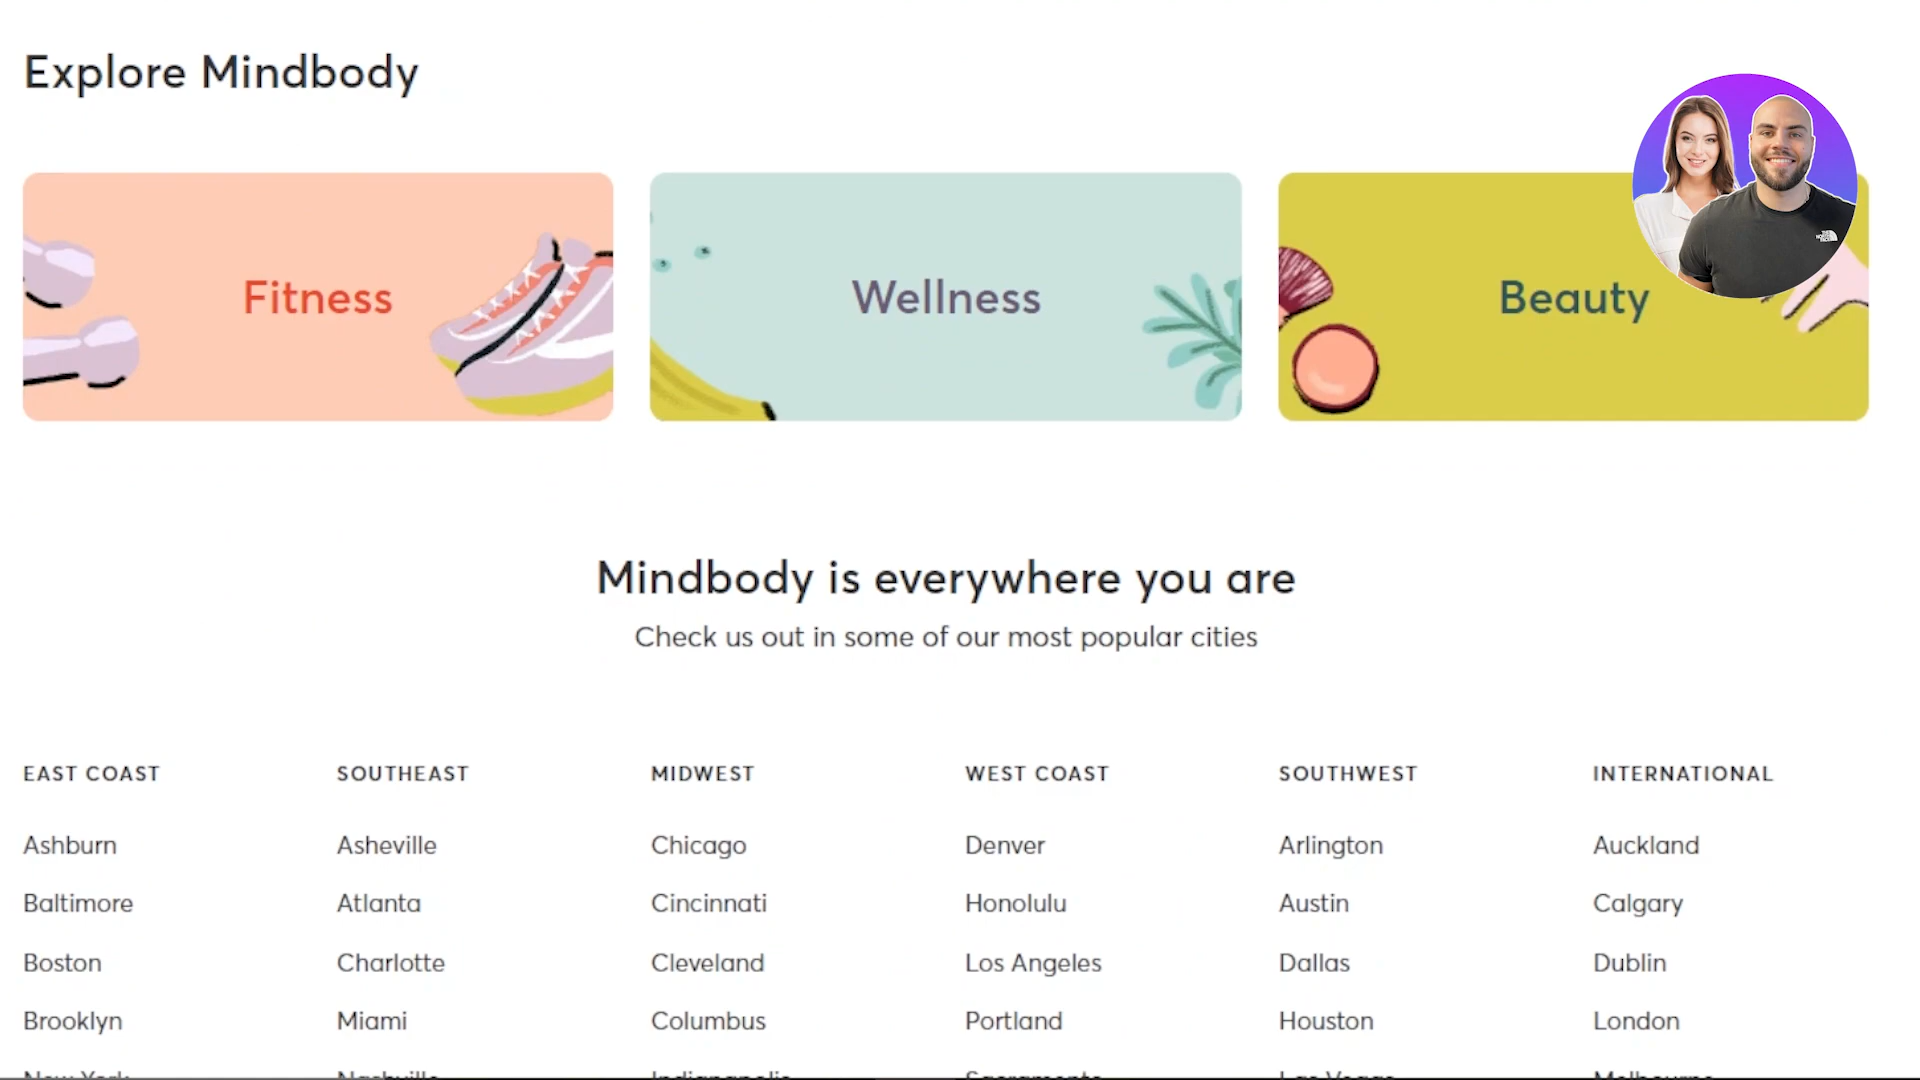 Explore Mindbody
Fitness
Wellness
Beauty
Mindbody is everywhere you are
Check us out in some of our most popular cities
EAST COAST SOUTHEAST MIDWEST WEST COAST SOUTHWEST INTERNATIONAL
Ashburn Asheville Chicago Denver Arlington Auckland
Baltimore Atlanta Cincinnati Honolulu Austin Calgary
Boston Charlotte Cleveland Los Angeles Dallas Dublin
Brooklyn Miami Columbus Portland Houston London